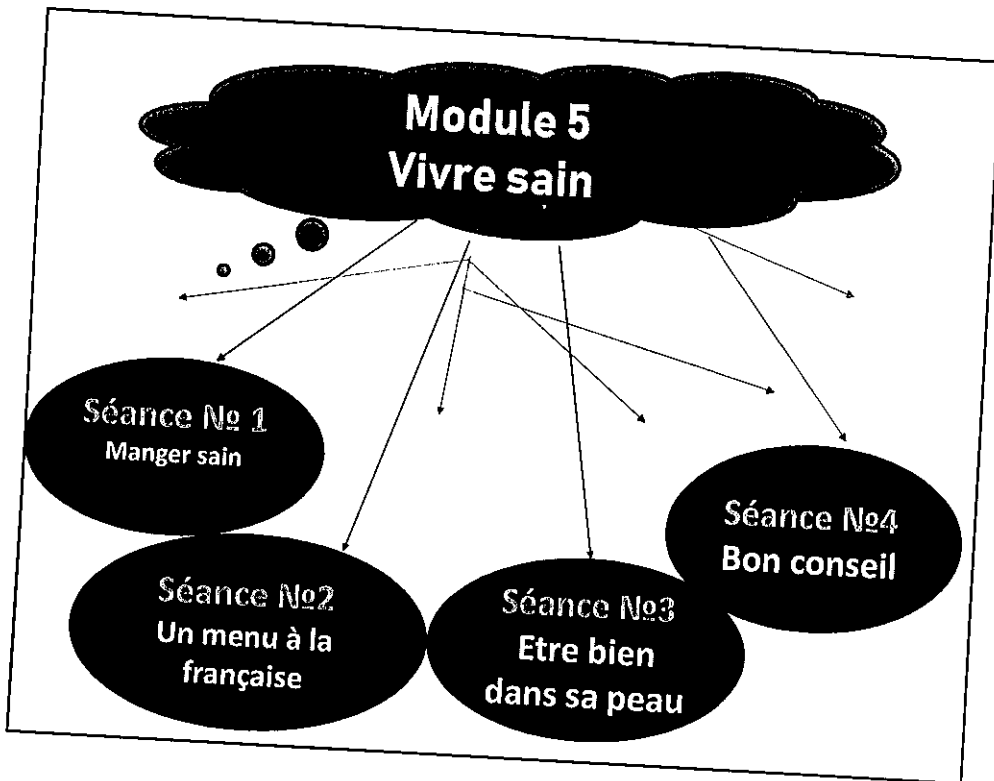 Module 5
Vivre sain
Séance № 1
Manger sain
Séance №2
Un menu à la
française
Séance №3
Etre bien
dans sa peau
Séance №4
Bon conseil